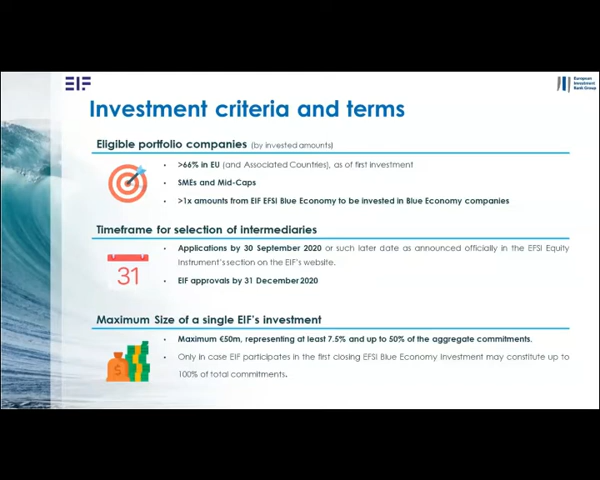 EIF
European
Investment
Bank Group
Investment criteria and terms
Eligible portfolio companies (by invested amounts)
• >66% in EU (and Associated Countries), as of first investment
• SMEs and Mid-Caps
• >1x amounts from EIF EFSI Blue Economy to be invested in Blue Economy companies
Timeframe for selection of intermediaries
• Applications by 30 September 2020 or such later date as announced officially in the EFSI Equity
Instrument's section on the EIF's website.
• EIF approvals by 31 December 2020
31
Maximum Size of a single EIF's investment
• Maximum €50m, representing at least 7.5% and up to 50% of the aggregate commitments.
• Only in case EIF participates in the first closing EFSI Blue Economy Investment may constitute up to
100% of total commitments.
$